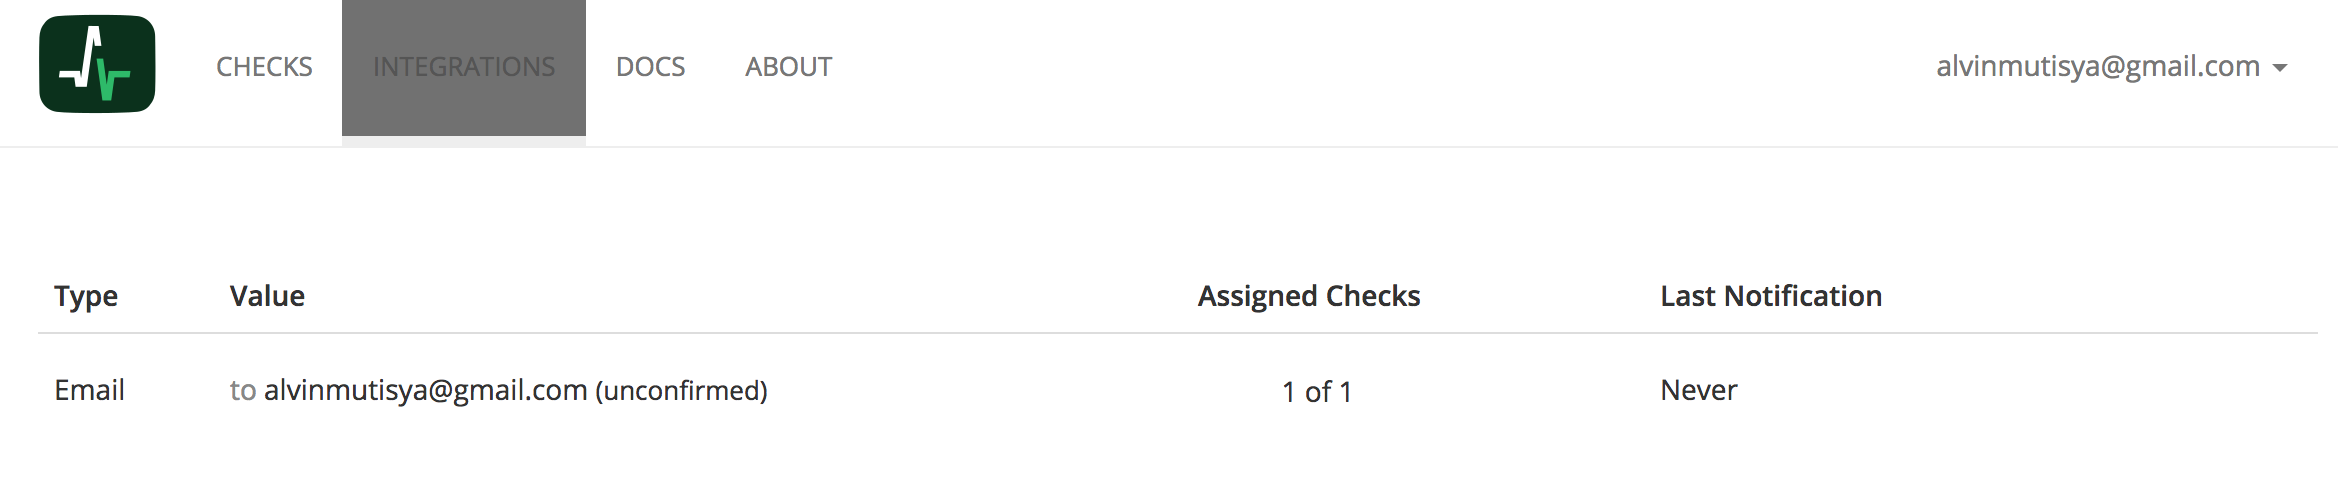 CHECKS INTEGRATIONS DOCS ABOUT alvinmutisya@gmail.com
Type Value Assigned Checks Last Notification
Email to alvinmutisya@gmail.com (unconfirmed) 1 of 1 Never